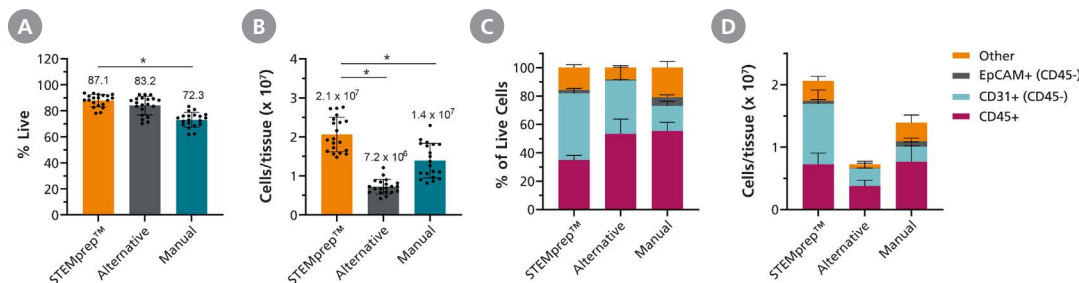 A
% Live
120
100
80
60
40
20
0
*
87.1
83.2
72.3
STEMprep™
Alternative
Manual
B
Cells/tissue (x 10⁷)
4
3
2
1
0
*
*
2.1 x 10⁷
7.2 x 10⁶
1.4 x 10⁷
STEMprep™
Alternative
Manual
C
% of Live Cells
100
80
60
40
20
0
STEMprep™
Alternative
Manual
D
Cells/tissue (x 10⁷)
2
1
0
STEMprep™
Alternative
Manual
Other
EpCAM+ (CD45-)
CD31+ (CD45-)
CD45+